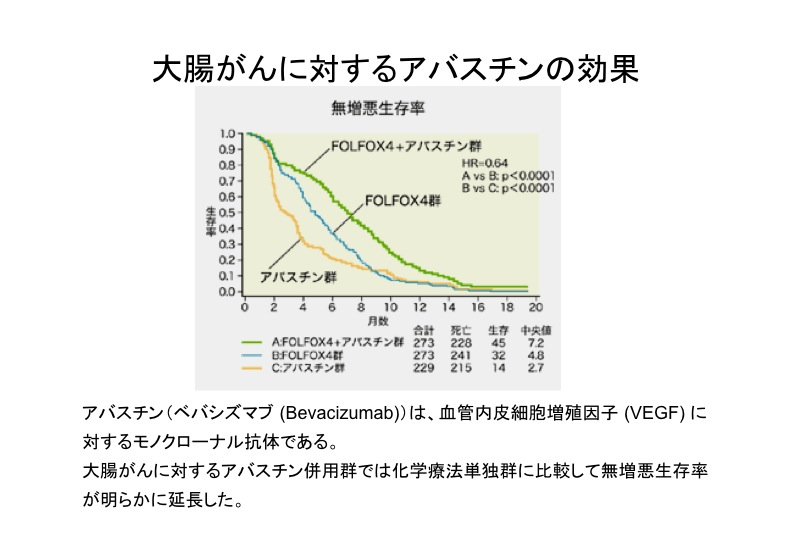 大腸がんに対するアバスチンの効果
無増悪生存率
1.0
0.9
0.8
0.7
0.6
0.5
0.4
0.3
0.2
0.1
0.0
生存率
FOLFOX4+アバスチン群
HR=0.64
A vs B: p<0.0001
B vs C: p<0.0001
FOLFOX4群
アバスチン群
0 2 4 6 8 10 12 14 16 18 20
月数
合計 死亡 生存 中央値
A:FOLFOX4+アバスチン群 273 228 45 7.2
B:FOLFOX4群 273 241 32 4.8
C:アバスチン群 229 215 14 2.7
アバスチン(ベバシズマブ (Bevacizumab))は、血管内皮細胞増殖因子 (VEGF) に
対するモノクローナル抗体である。
大腸がんに対するアバスチン併用群では化学療法単独群に比較して無増悪生存率
が明らかに延長した。